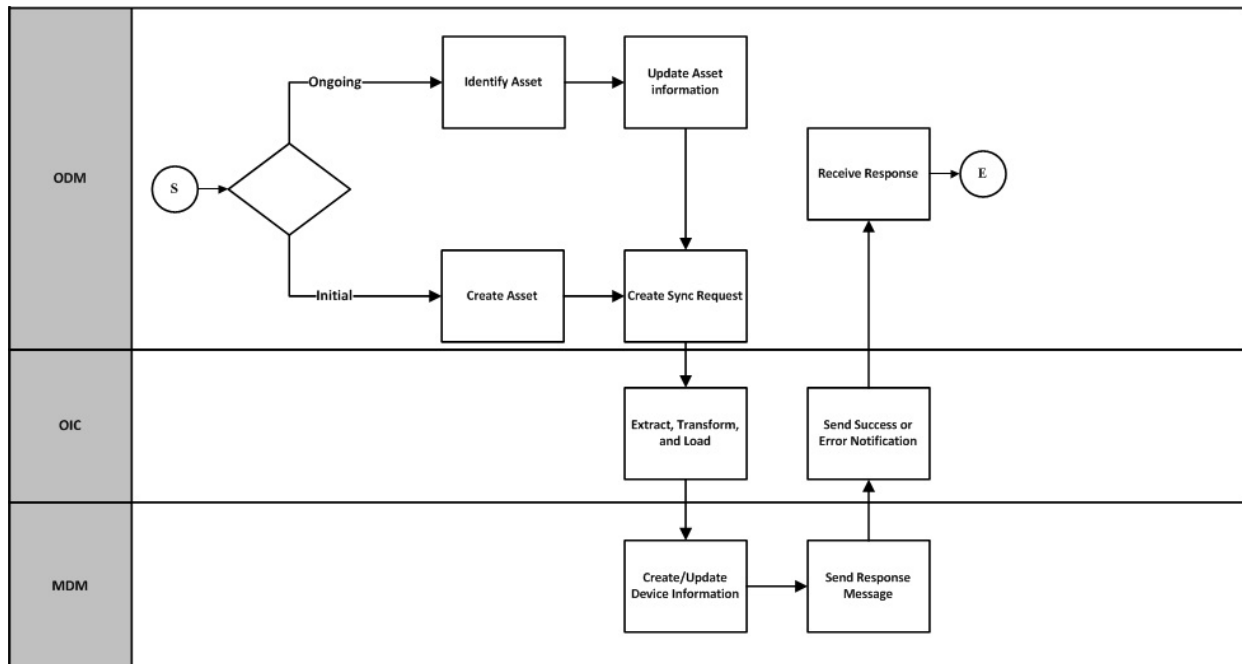 Ongoing
Identify Asset
Update Asset
information
ODM
S
Receive Response
E
Initial
Create Asset
Create Sync Request
OIC
Extract, Transform,
and Load
Send Success or
Error Notification
MDM
Create/Update
Device Information
Send Response
Message